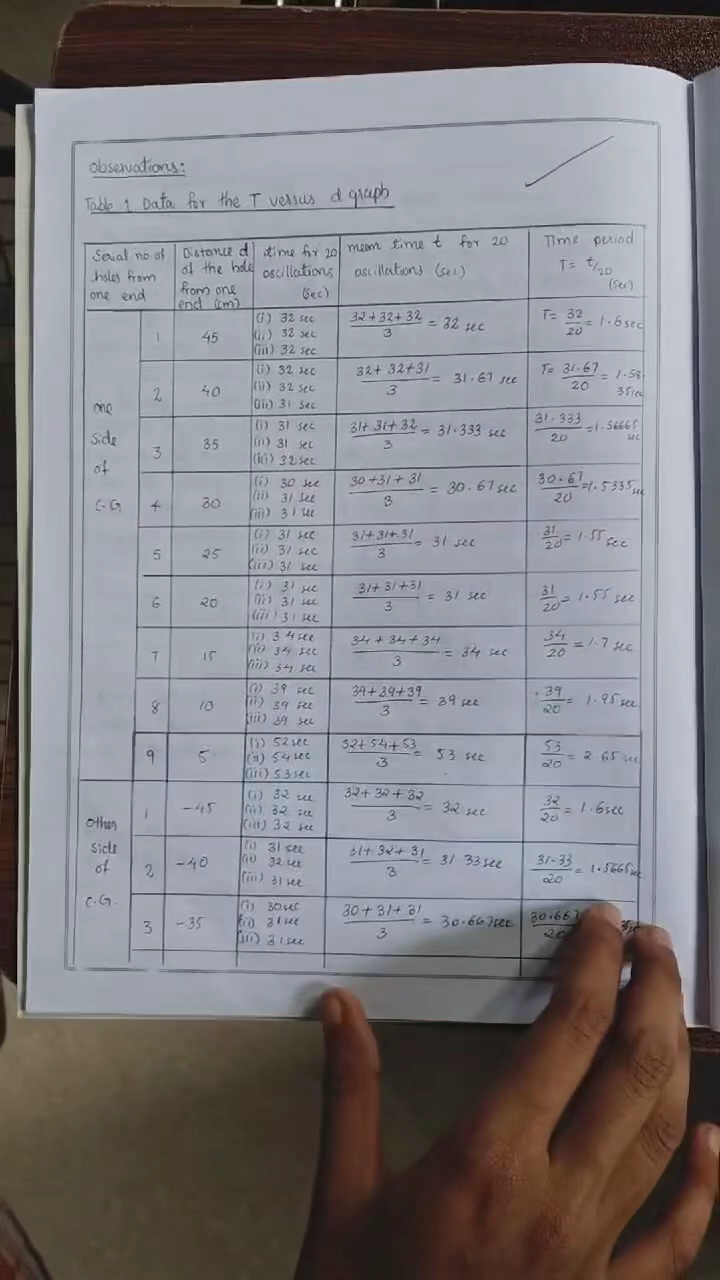 Observations:
Table 1 Data for the T versus d graph
Serial no. of holes from one end | Distance d of the hole from one end (m) | time for 20 oscillations (sec) | mean time t for 20 oscillations (sec) | Time period T = t/20 (sec)
one side of C.G
1 | 45 | (i) 32 sec (ii) 32 sec (iii) 32 sec | 32+32+32/3 = 32 sec | T= 32/20 = 1.6 sec
2 | 40 | (i) 32 sec (ii) 32 sec (iii) 31 sec | 32+32+31/3 = 31.67 sec | T= 31.67/20 = 1.5835sec
3 | 35 | (i) 31 sec (ii) 31 sec (iii) 32 sec | 31+31+32/3 = 31.333 sec | 31.333/20 = 1.56665 sec
4 | 30 | (i) 30 sec (ii) 31 sec (iii) 31 sec | 30+31+31/3 = 30.67 sec | 30.67/20 = 1.5335 sec
5 | 25 | (i) 31 sec (ii) 31 sec (iii) 31 sec | 31+31+31/3 = 31 sec | 31/20 = 1.55 sec
6 | 20 | (i) 31 sec (ii) 31 sec (iii) 31 sec | 31+31+31/3 = 31 sec | 31/20 = 1.55 sec
7 | 15 | (i) 34 sec (ii) 34 sec (iii) 34 sec | 34+34+34/3 = 34 sec | 34/20 = 1.7 sec
8 | 10 | (i) 39 sec (ii) 39 sec (iii) 39 sec | 39+39+39/3 = 39 sec | 39/20 = 1.95 sec
9 | 5 | (i) 52 sec (ii) 54 sec (iii) 53 sec | 52+54+53/3 = 53 sec | 53/20 = 2.65 sec
other side of C.G.
1 | -45 | (i) 32 sec (ii) 32 sec (iii) 32 sec | 32+32+32/3 = 32 sec | 32/20 = 1.6 sec
2 | -40 | (i) 31 sec (ii) 32 sec (iii) 31 sec | 31+32+31/3 = 31.33 sec | 31.33/20 = 1.5665 sec
3 | -35 | (i) 30 sec (ii) 31 sec (iii) 31 sec | 30+31+31/3 = 30.667 sec | 30.667/20